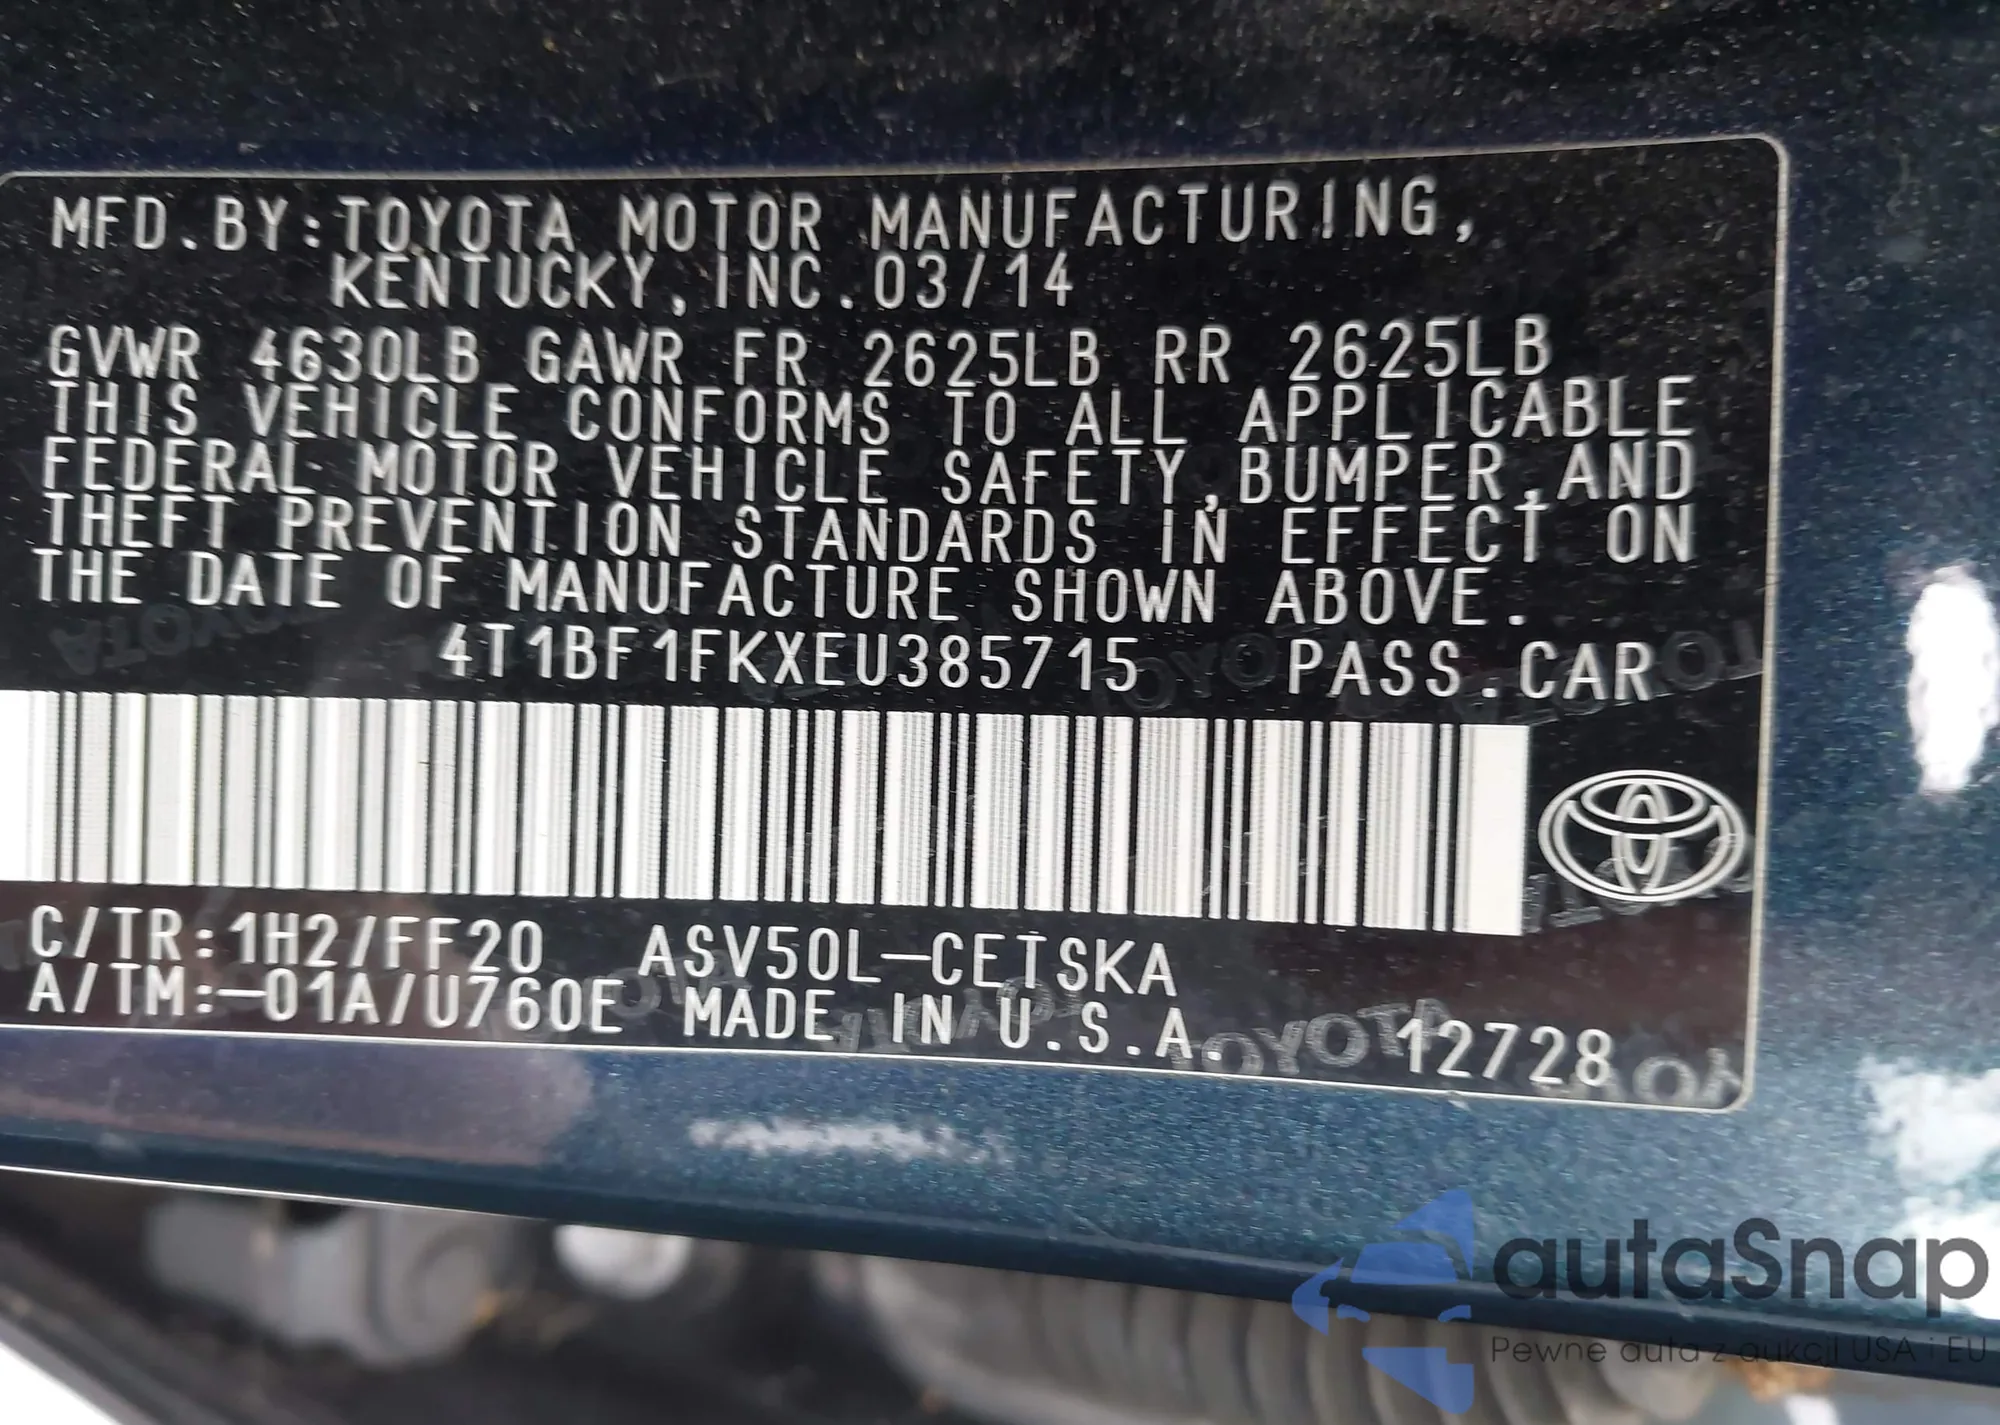 MFD.BY:TOYOTA MOTOR MANUFACTURING,
KENTUCKY, INC. 03/14
GVWR 4630LB GAWR FR 2625LB RR 2625LB
THIS VEHICLE CONFORMS TO ALL APPLICABLE
FEDERAL MOTOR VEHICLE SAFETY,BUMPER,AND
THEFT PREVENTION STANDARDS IN EFFECT ON
THE DATE OF MANUFACTURE SHOWN ABOVE.
4T1BF1FKXEU385715 PASS.CAR
C/TR:1H2/FF20 ASV50L-CETSKA
A/TM:-01A/U760E MADE IN U.S.A. 12728
autaSnap
Pewne auta z aukcji USA i EU